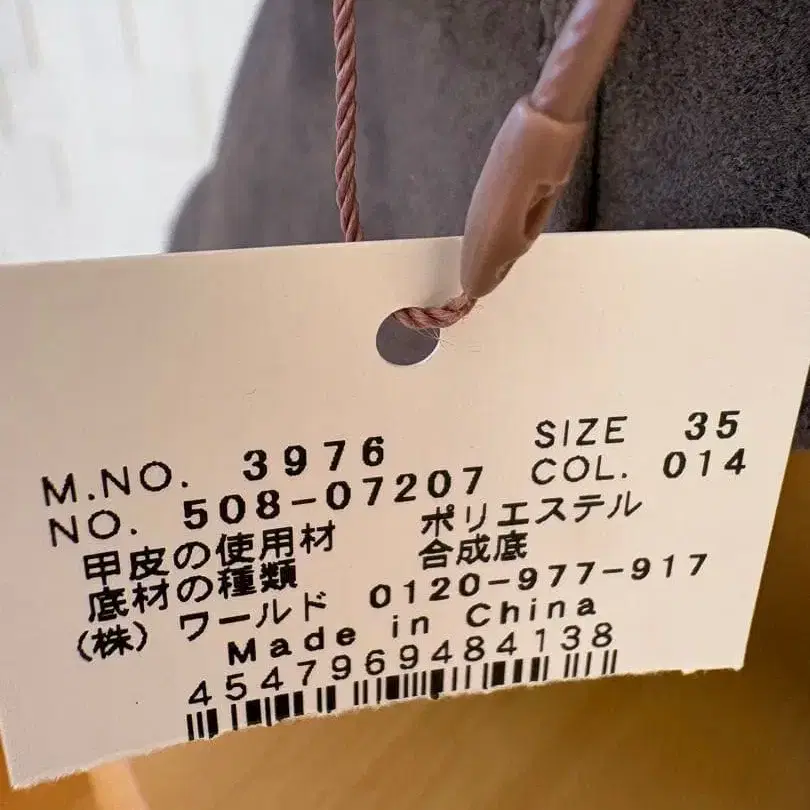 M.NO. 3976 SIZE 35
NO. 508-07207 COL. 014
甲皮の使用材 ポリエステル
底材の種類 合成底
(株) ワールド 0120-977-917
Made in China
4547969484138